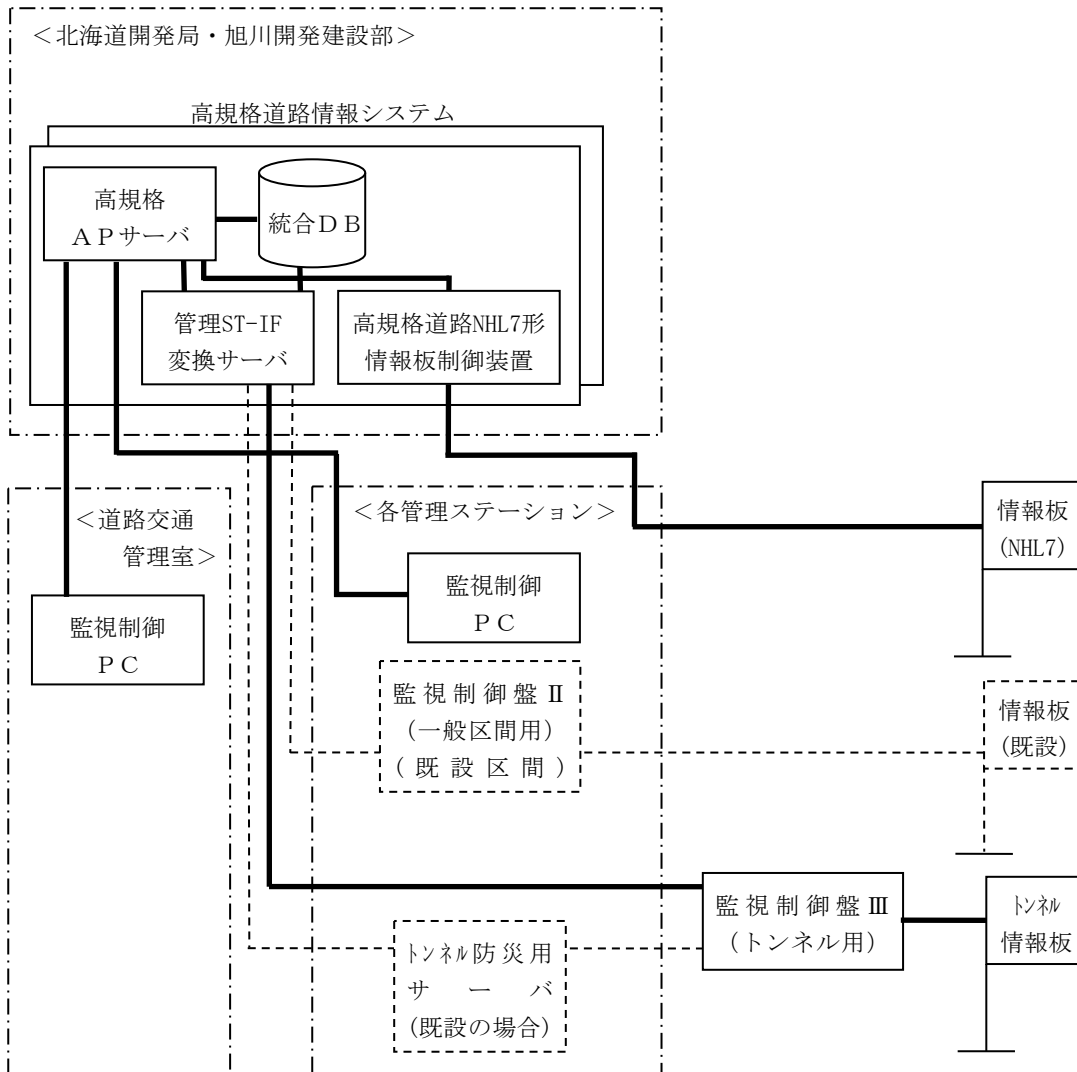 ＜北海道開発局・旭川開発建設部＞
高規格道路情報システム
高規格
ＡＰサーバ
統合ＤＢ
管理ST-IF
変換サーバ
高規格道路NHL7形
情報板制御装置
＜道路交通
管理室＞
監視制御
ＰＣ
＜各管理ステーション＞
監視制御
ＰＣ
情報板
(NHL7)
監視制御盤Ⅱ
(一般区間用)
(既設区間)
情報板
(既設)
監視制御盤Ⅲ
(トンネル用)
ﾄﾝﾈﾙ
情報板
ﾄﾝﾈﾙ防災用
サーバ
(既設の場合)